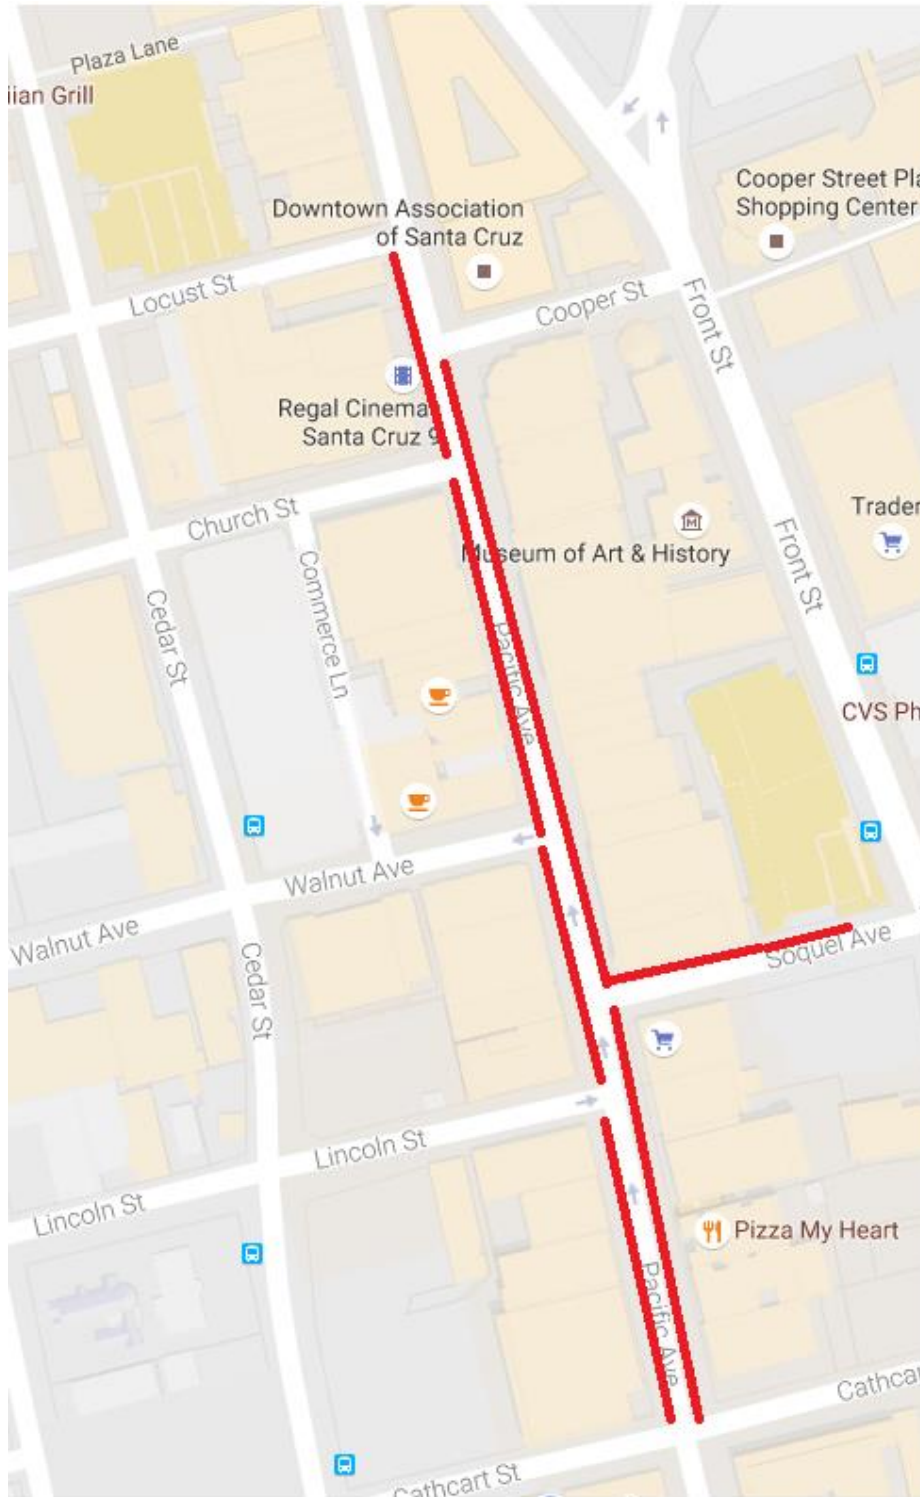 Plaza Lane
iian Grill
Cooper Street Pla
Shopping Center
Downtown Association
of Santa Cruz
Locust St
Cooper St
Front St
Regal Cinema
Santa Cruz 9
Church St
Trader
Museum of Art & History
Front St
Commerce Ln
Cedar St
Pacific Ave
CVS Ph
Walnut Ave
Walnut Ave
Soquel Ave
Cedar St
Lincoln St
Lincoln St
Pizza My Heart
Pacific Ave
Cathcar
Cathcart St